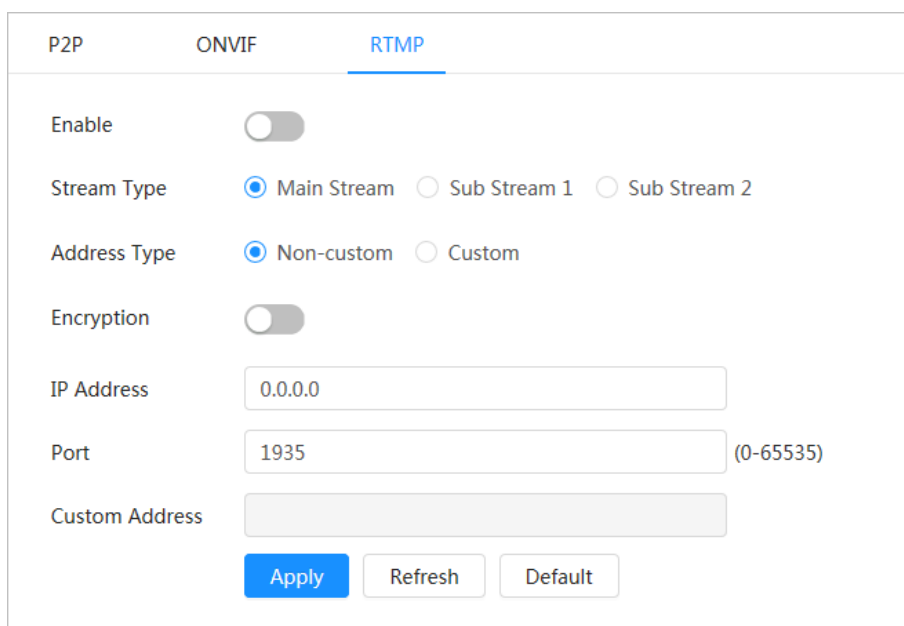 P2P ONVIF RTMP
Enable
Stream Type Main Stream Sub Stream 1 Sub Stream 2
Address Type Non-custom Custom
Encryption
IP Address 0.0.0.0
Port 1935 (0-65535)
Custom Address
Apply Refresh Default